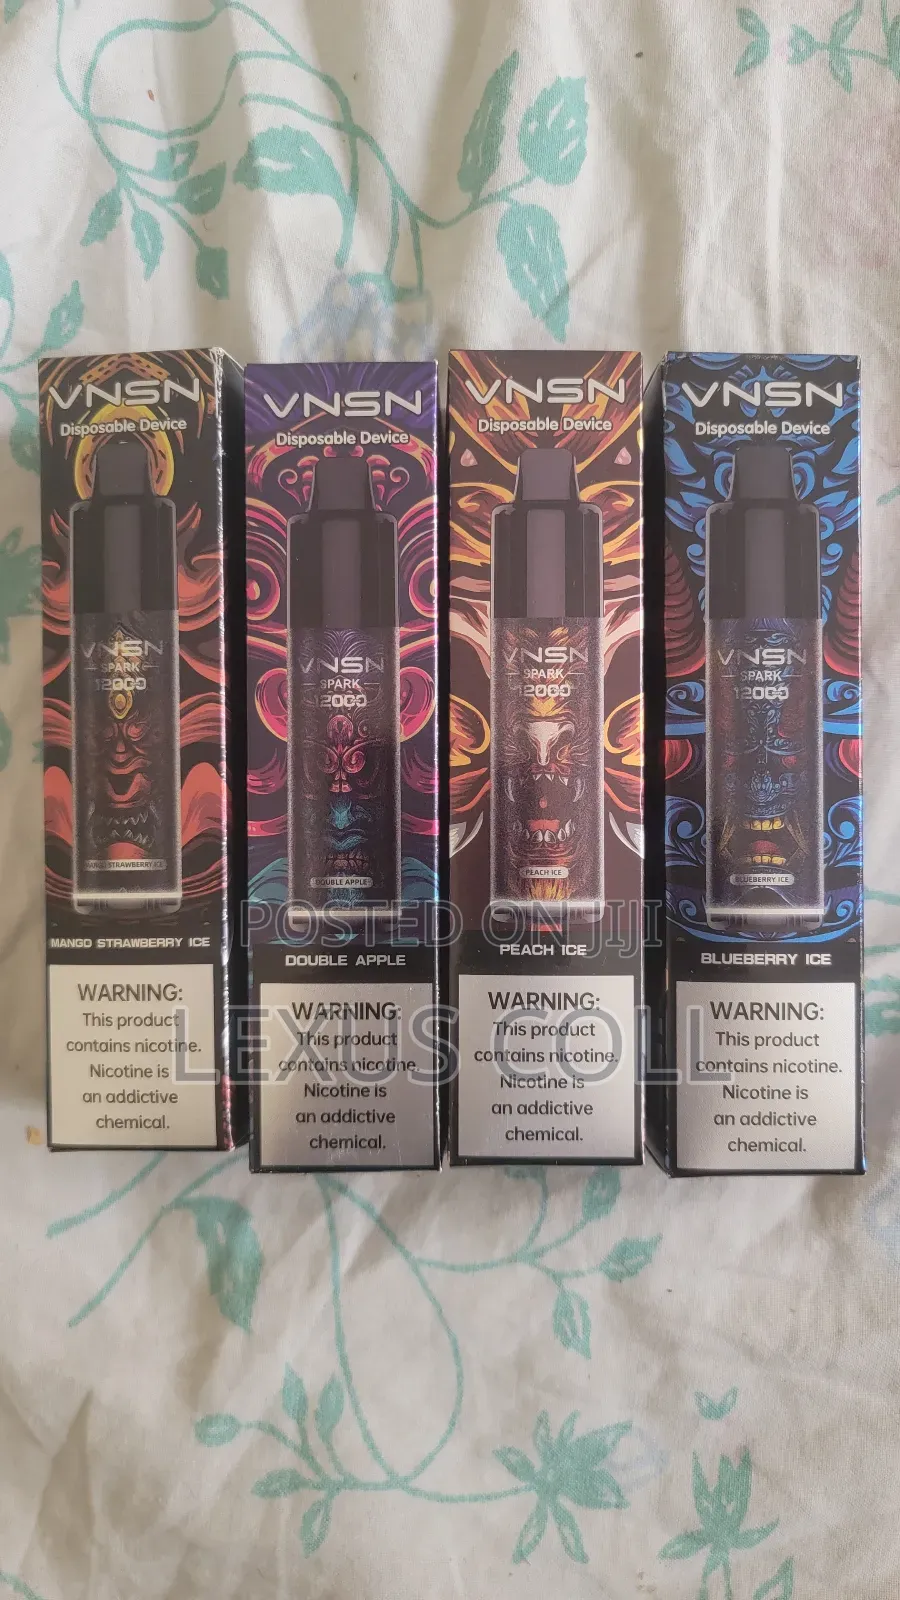 VNSN
Disposable Device
VNSN
SPARK
12000
MANGO STRAWBERRY ICE
MANGO STRAWBERRY ICE
WARNING:
This product
contains nicotine.
Nicotine is
an addictive
chemical.
VNSN
Disposable Device
VNSN
SPARK
12000
DOUBLE APPLE
DOUBLE APPLE
WARNING:
This product
contains nicotine.
Nicotine is
an addictive
chemical.
VNSN
Disposable Device
VNSN
SPARK
12000
PEACH ICE
PEACH ICE
WARNING:
This product
contains nicotine.
Nicotine is
an addictive
chemical.
VNSN
Disposable Device
VNSN
SPARK
12000
BLUEBERRY ICE
BLUEBERRY ICE
WARNING:
This product
contains nicotine.
Nicotine is
an addictive
chemical.
POSTED ON JIJI
LEXUS COLL